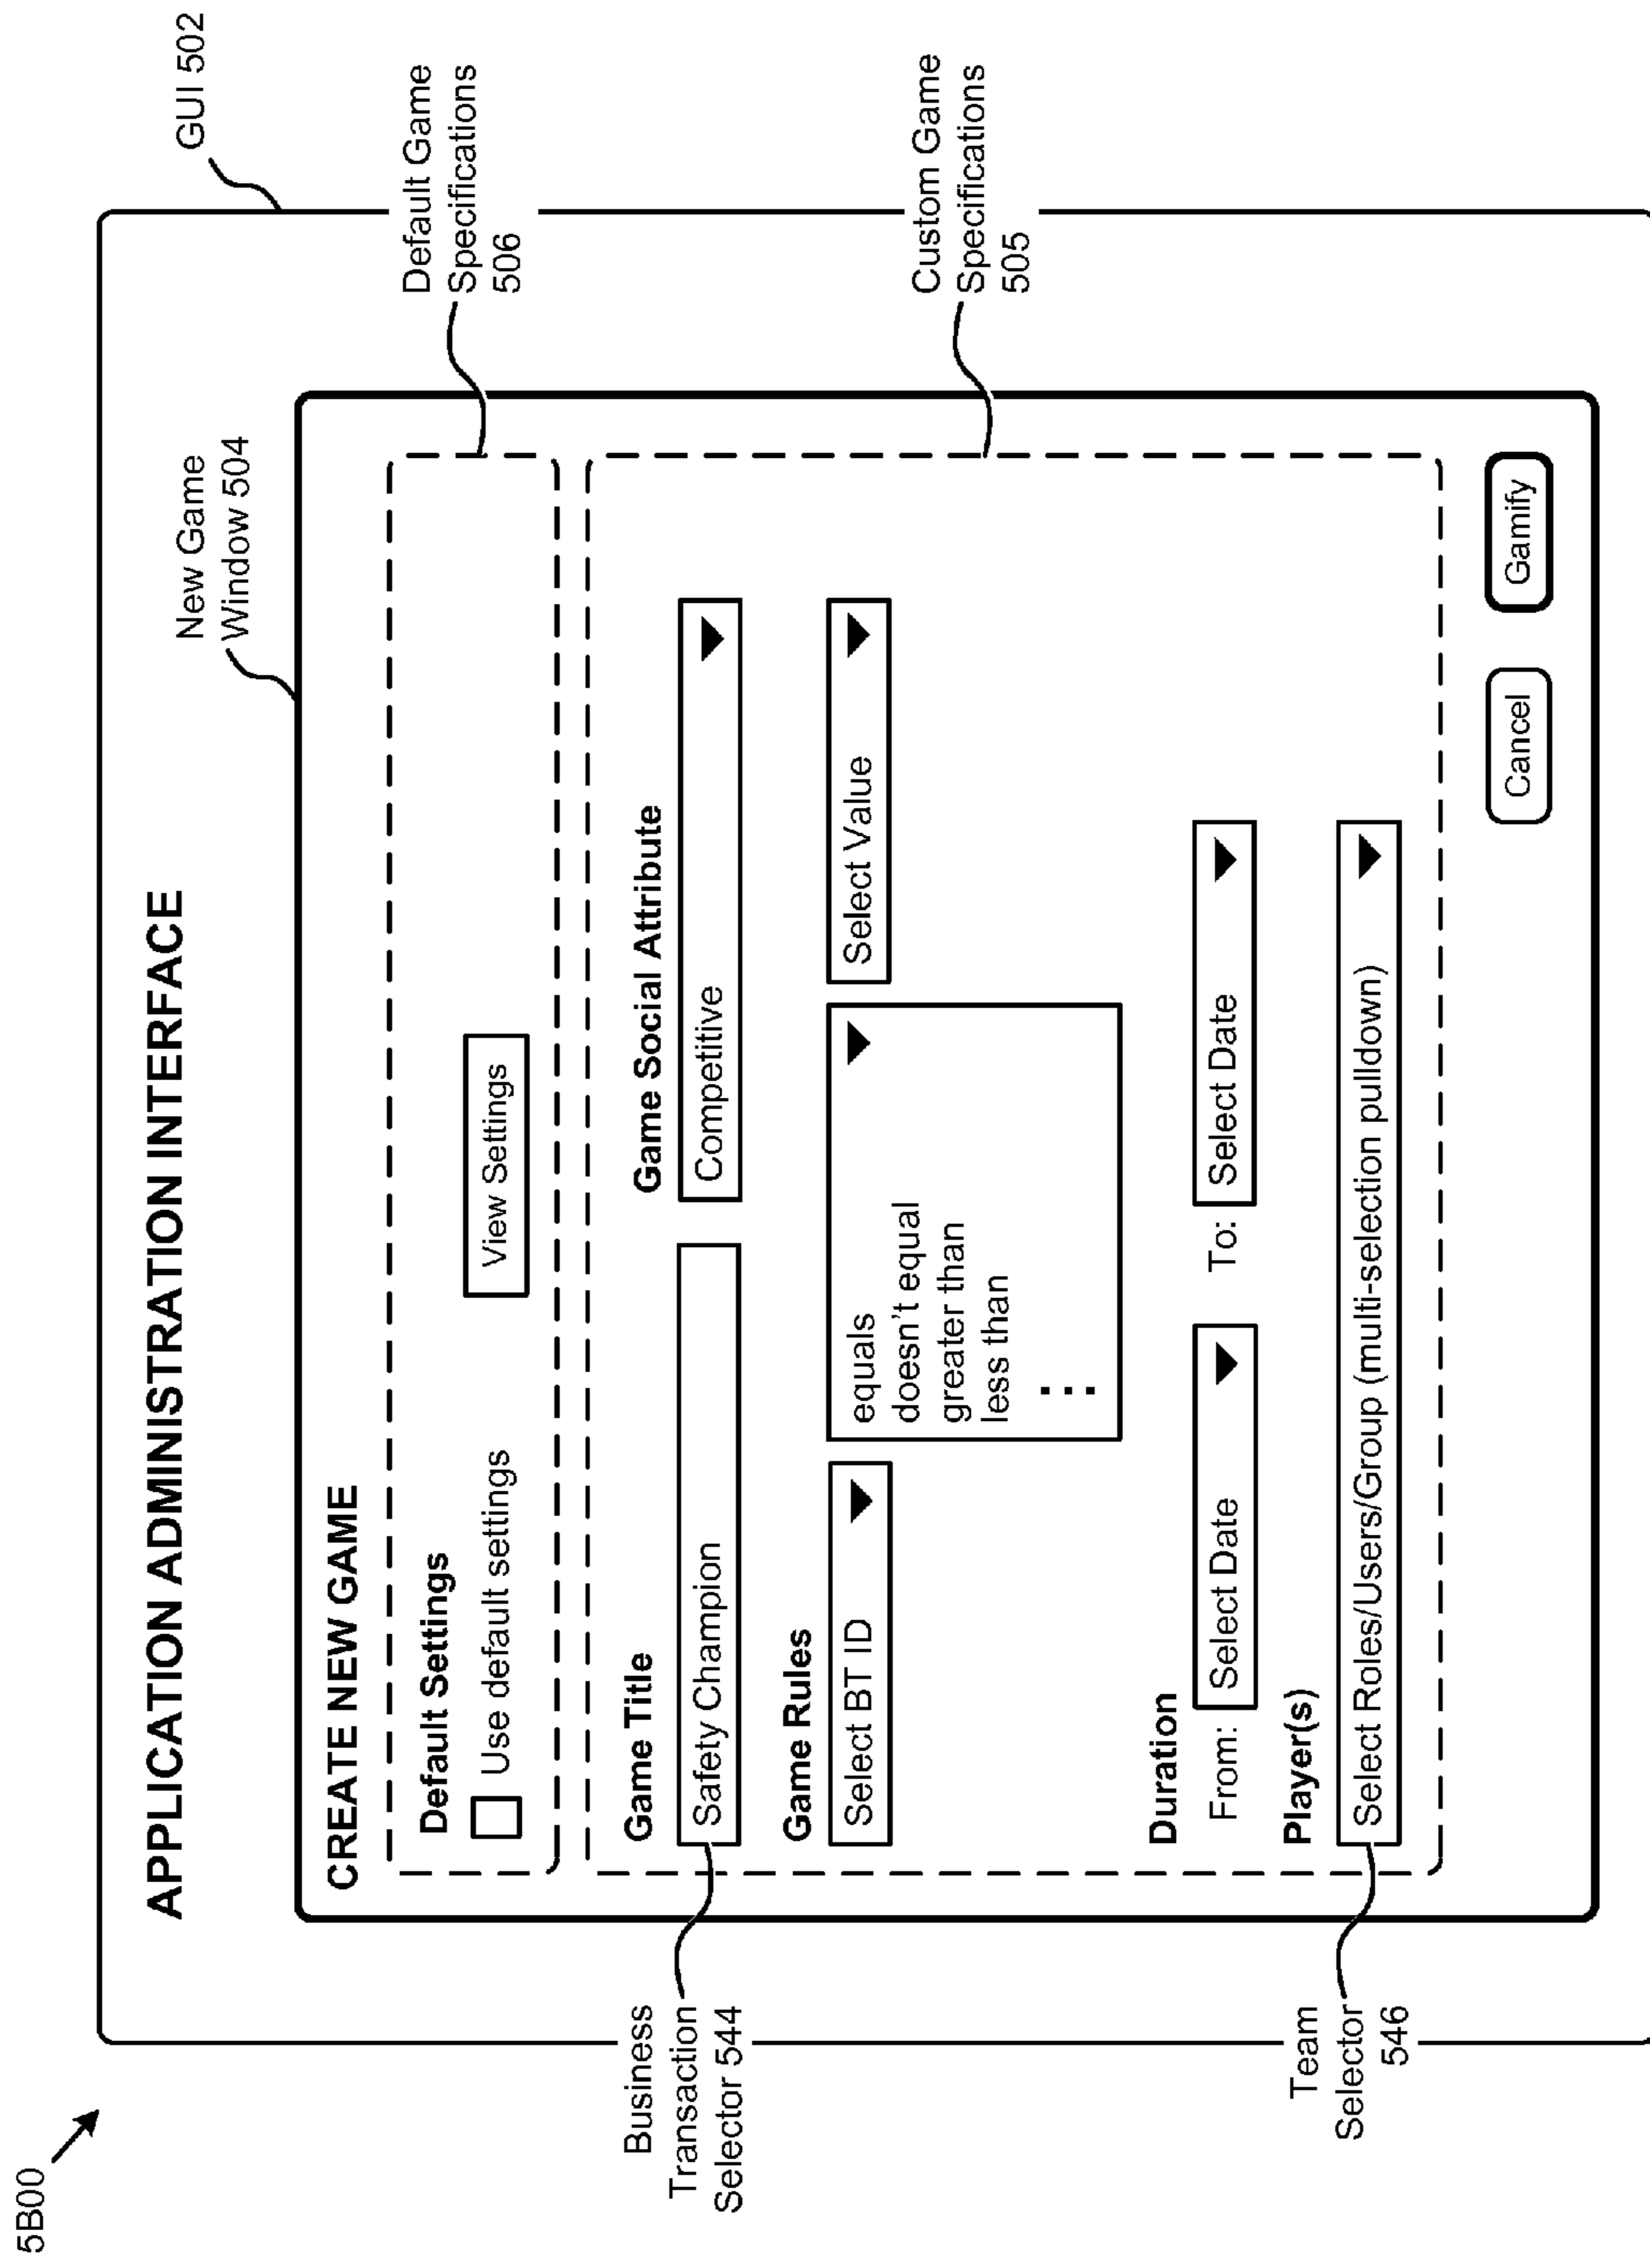 5B00
GUI 502
APPLICATION ADMINISTRATION INTERFACE
New Game
Window 504
CREATE NEW GAME
Default Settings
Use default settings
View Settings
Default Game
Specifications
506
Game Title
Game Social Attribute
Safety Champion
Competitive
Business
Transaction
Selector 544
Game Rules
Select BT ID
equals
doesn't equal
greater than
less than
Select Value
Custom Game
Specifications
505
Duration
From: Select Date
To: Select Date
Player(s)
Select Roles/Users/Group (multi-selection pulldown)
Team
Selector
546
Cancel
Gamify